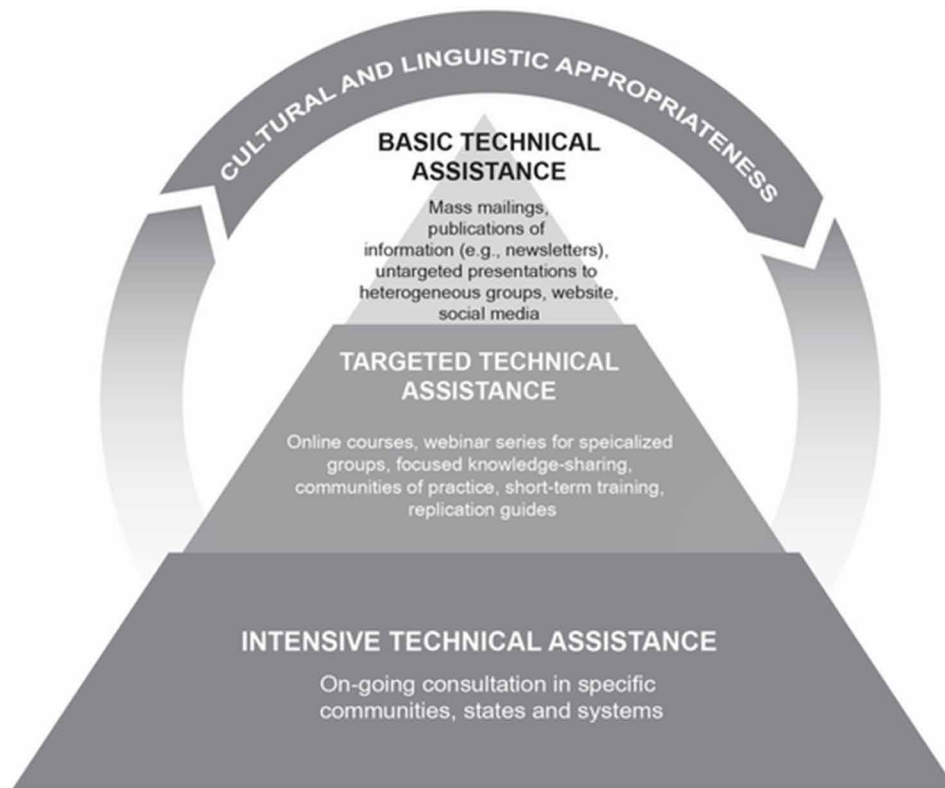 CULTURAL AND LINGUISTIC APPROPRIATENESS
BASIC TECHNICAL
ASSISTANCE
Mass mailings,
publications of
information (e.g., newsletters),
untargeted presentations to
heterogeneous groups, website,
social media
TARGETED TECHNICAL
ASSISTANCE
Online courses, webinar series for speicalized
groups, focused knowledge-sharing,
communities of practice, short-term training,
replication guides
INTENSIVE TECHNICAL ASSISTANCE
On-going consultation in specific
communities, states and systems